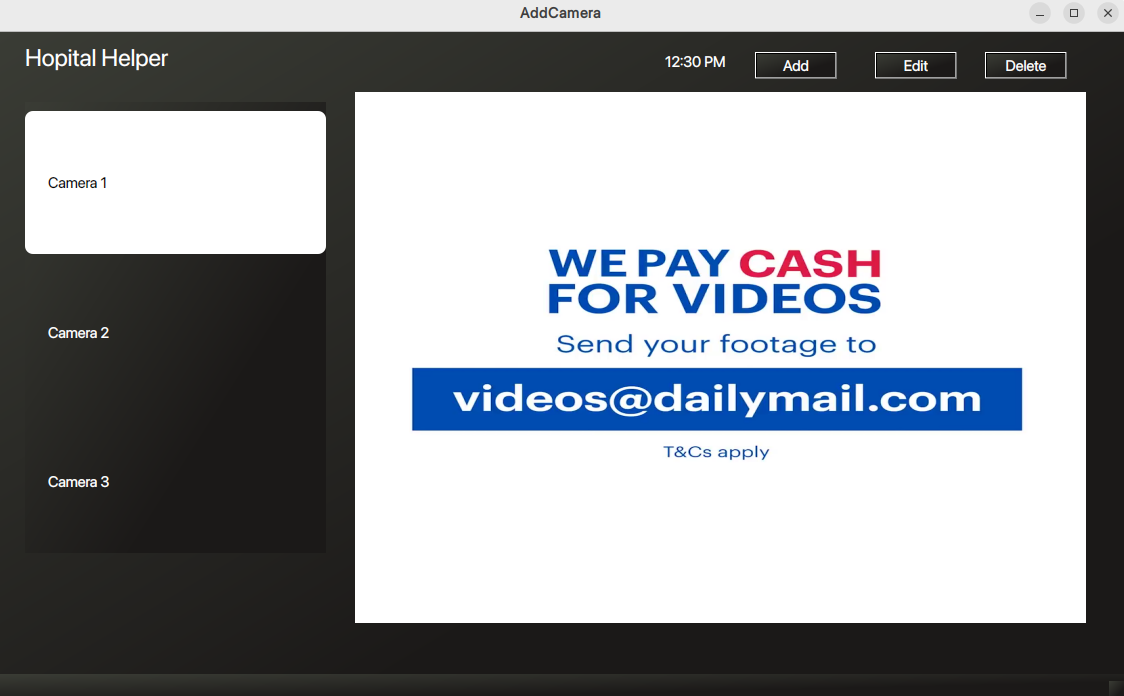 AddCamera
Hopital Helper
12:30 PM
Add
Edit
Delete
Camera 1
Camera 2
Camera 3
WE PAY CASH
FOR VIDEOS
Send your footage to
videos@dailymail.com
T&Cs apply